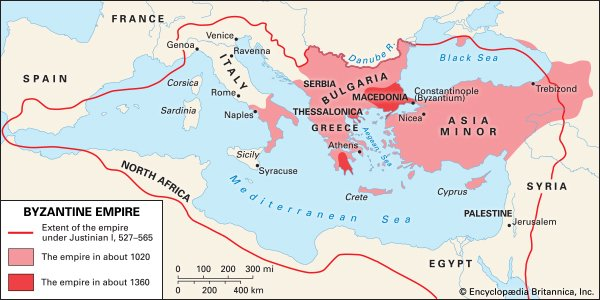 FRANCE
Venice
Genoa
Ravenna
Danube R.
Black Sea
SPAIN
Corsica
ITALY
SERBIA
BULGARIA
Rome
MACEDONIA
Constantinople
(Byzantium)
Trebizond
Sardinia
Naples
THESSALONICA
Nicea
ASIA
MINOR
GREECE
Aegean Sea
Athens
Sicily
Syracuse
NORTH AFRICA
Mediterranean Sea
Crete
Cyprus
SYRIA
PALESTINE
Jerusalem
EGYPT
BYZANTINE EMPIRE
Extent of the empire
under Justinian I, 527–565
The empire in about 1020
The empire in about 1360
0 100 200 300 mi
0 200 400 km
© Encyclopædia Britannica, Inc.